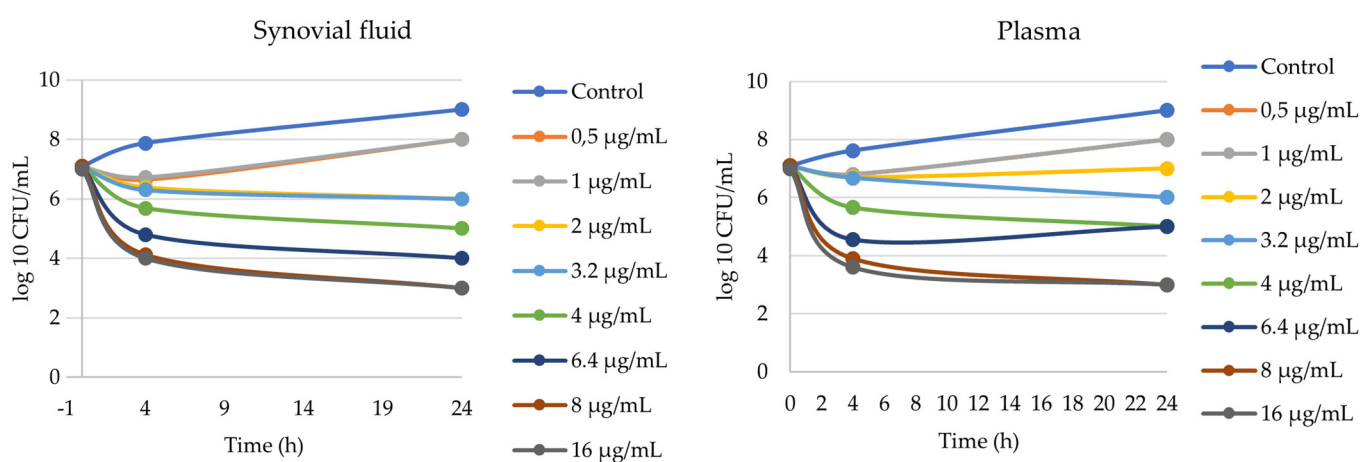 Synovial fluid
log 10 CFU/mL
10
8
6
4
2
0
-1
4
9
14
19
24
Time (h)
Control
0,5 µg/mL
1 µg/mL
2 µg/mL
3.2 µg/mL
4 µg/mL
6.4 µg/mL
8 µg/mL
16 µg/mL
Plasma
log 10 CFU/mL
10
8
6
4
2
0
0
2
4
6
8
10
12
14
16
18
20
22
24
Time (h)
Control
0,5 µg/mL
1 µg/mL
2 µg/mL
3.2 µg/mL
4 µg/mL
6.4 µg/mL
8 µg/mL
16 µg/mL